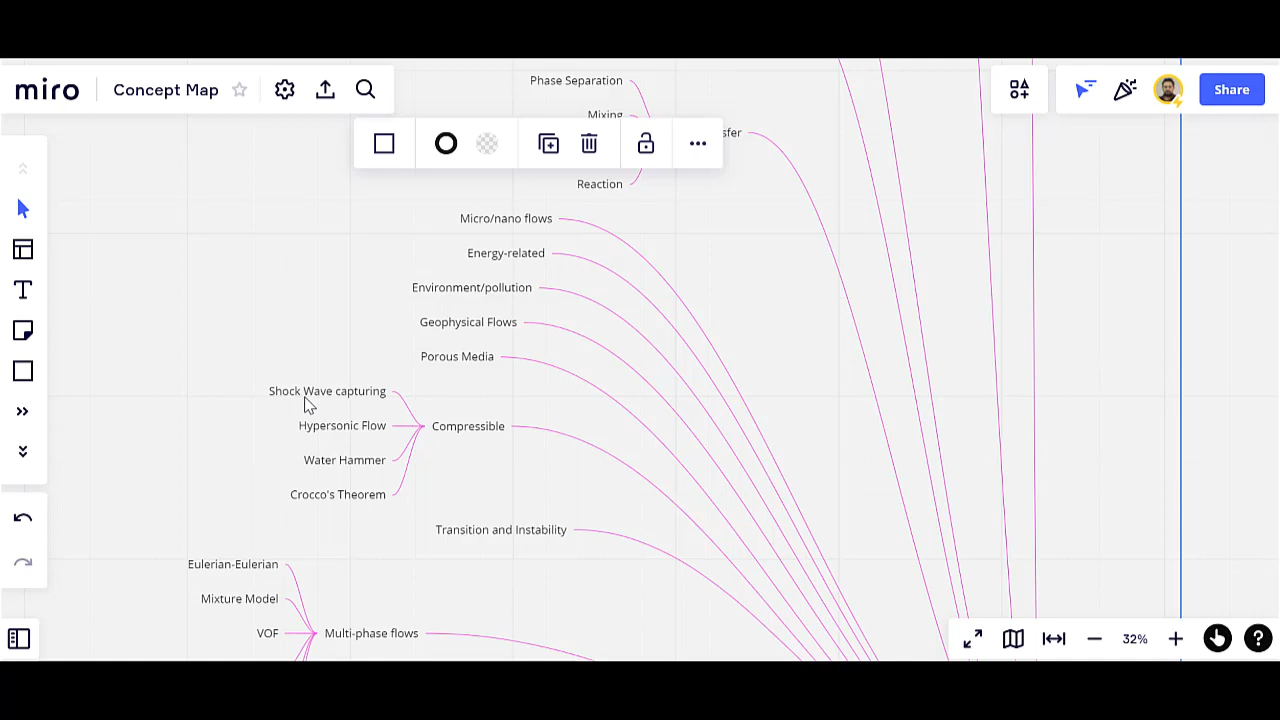 miro
Concept Map
Share
Phase Separation
Mixing
sfer
Reaction
Micro/nano flows
Energy-related
Environment/pollution
Geophysical Flows
Porous Media
Shock Wave capturing
Hypersonic Flow
Compressible
Water Hammer
Crocco's Theorem
Transition and Instability
Eulerian-Eulerian
Mixture Model
VOF
Multi-phase flows
32%